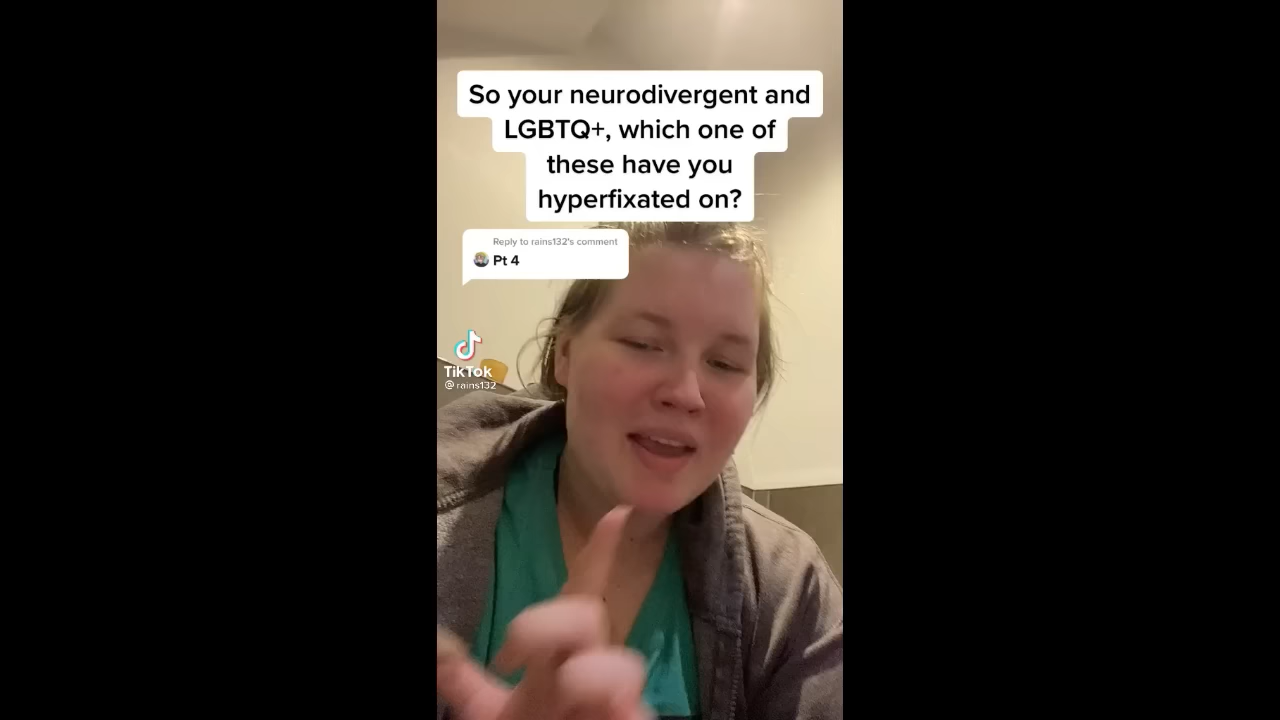 So your neurodivergent and
LGBTQ+, which one of
these have you
hyperfixated on?
Reply to rains132's comment
Pt 4
TikTok
@rains132